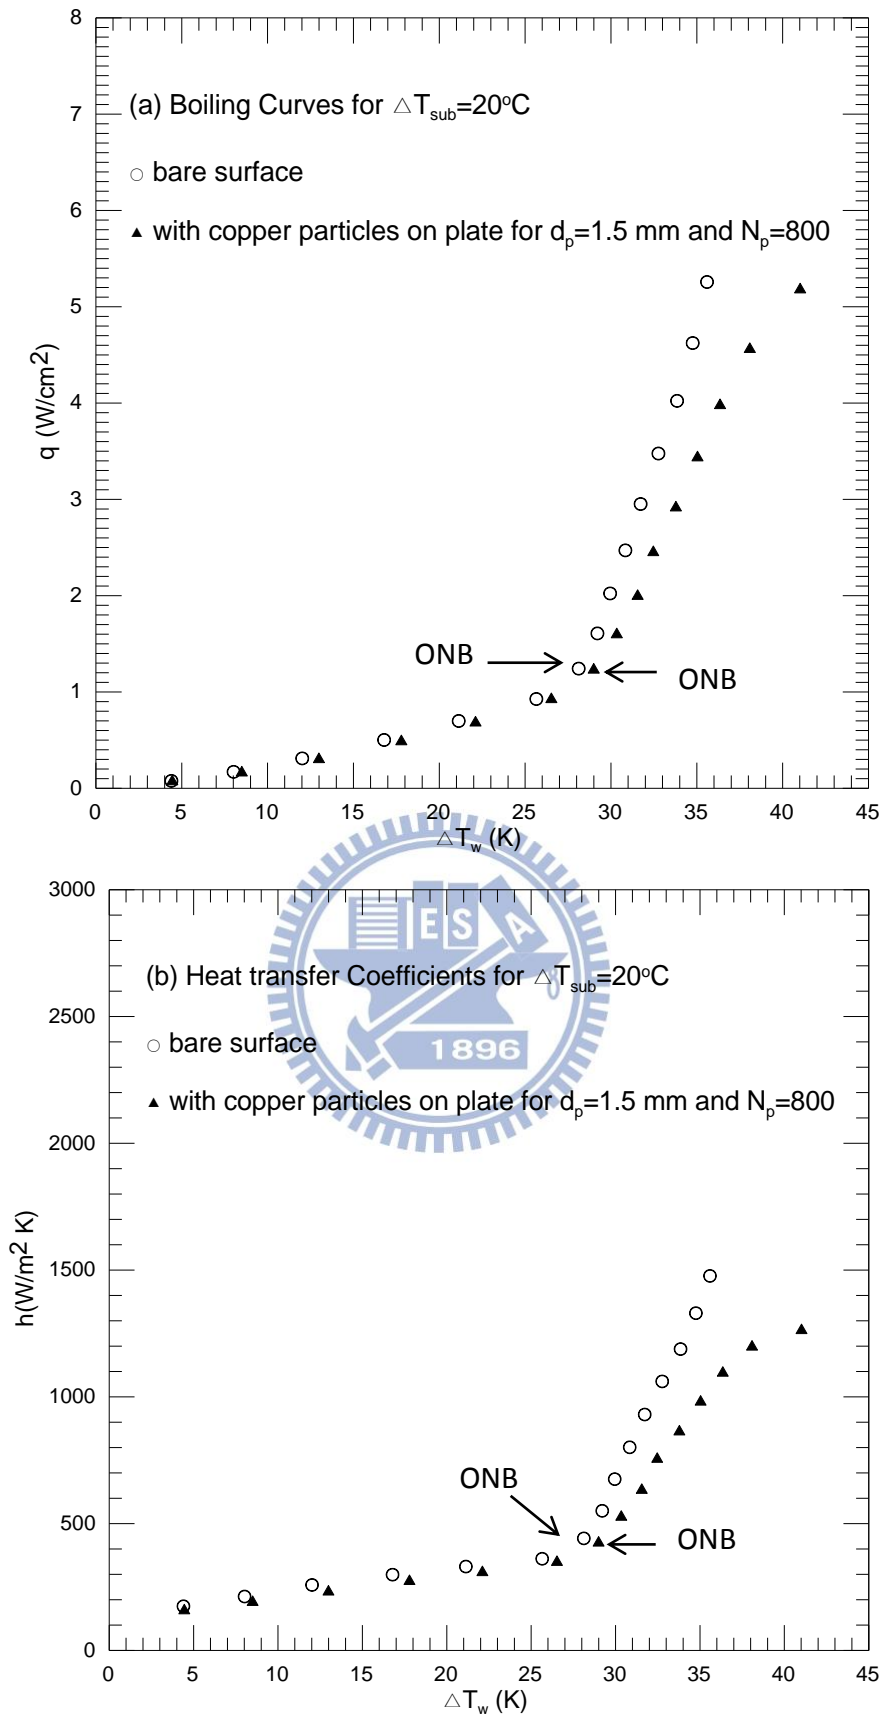 8
(a) Boiling Curves for △T_sub=20°C
7
○ bare surface
6
▲ with copper particles on plate for d_p=1.5 mm and N_p=800
5
q (W/cm²)
4
3
2
ONB
ONB
1
0
0 5 10 15 20 25 30 35 40 45
△T_w (K)
3000
E S A
(b) Heat transfer Coefficients for △T_sub=20°C
8
2500
○ bare surface
1896
▲ with copper particles on plate for d_p=1.5 mm and N_p=800
2000
h(W/m² K)
1500
1000
ONB
ONB
500
0
0 5 10 15 20 25 30 35 40 45
△T_w (K)